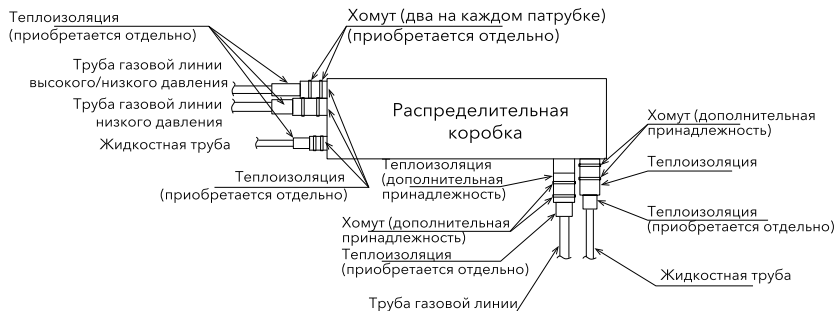 Теплоизоляция
(приобретается отдельно)
Хомут (два на каждом патрубке)
(приобретается отдельно)
Труба газовой линии
высокого/низкого давления
Труба газовой линии
низкого давления
Жидкостная труба
Теплоизоляция
(приобретается отдельно)
Распределительная
коробка
Хомут (дополнительная
принадлежность)
Теплоизоляция
Теплоизоляция
(приобретается отдельно)
Жидкостная труба
Теплоизоляция
(дополнительная
принадлежность)
Хомут (дополнительная
принадлежность)
Теплоизоляция
(приобретается отдельно)
Труба газовой линии